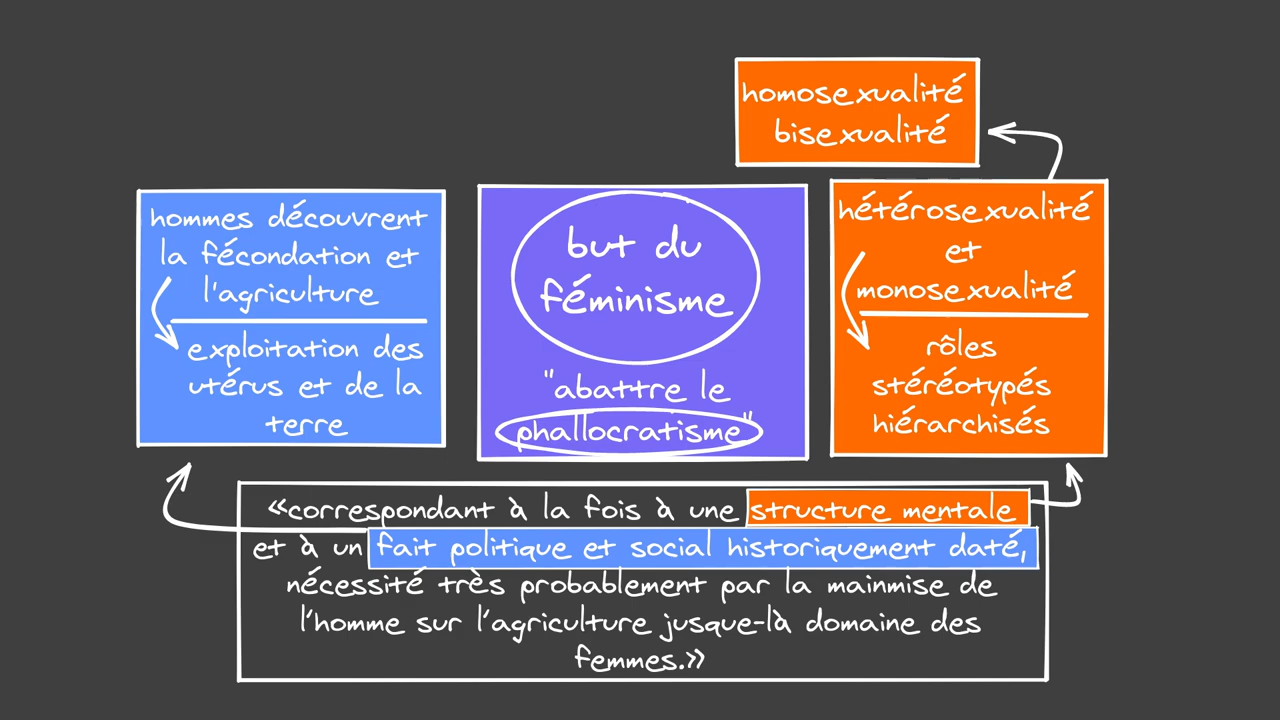 homosexualité
bisexualité
hommes découvrent
la fécondation et
l'agriculture
exploitation des
utérus et de la
terre
but du
féminisme
"abattre le
phallocratisme"
hétérosexualité
et
monosexualité
rôles
stéréotypés
hiérarchisés
«correspondant à la fois à une structure mentale
et à un fait politique et social historiquement daté,
nécessité très probablement par la mainmise de
l'homme sur l'agriculture jusque-là domaine des
femmes.»